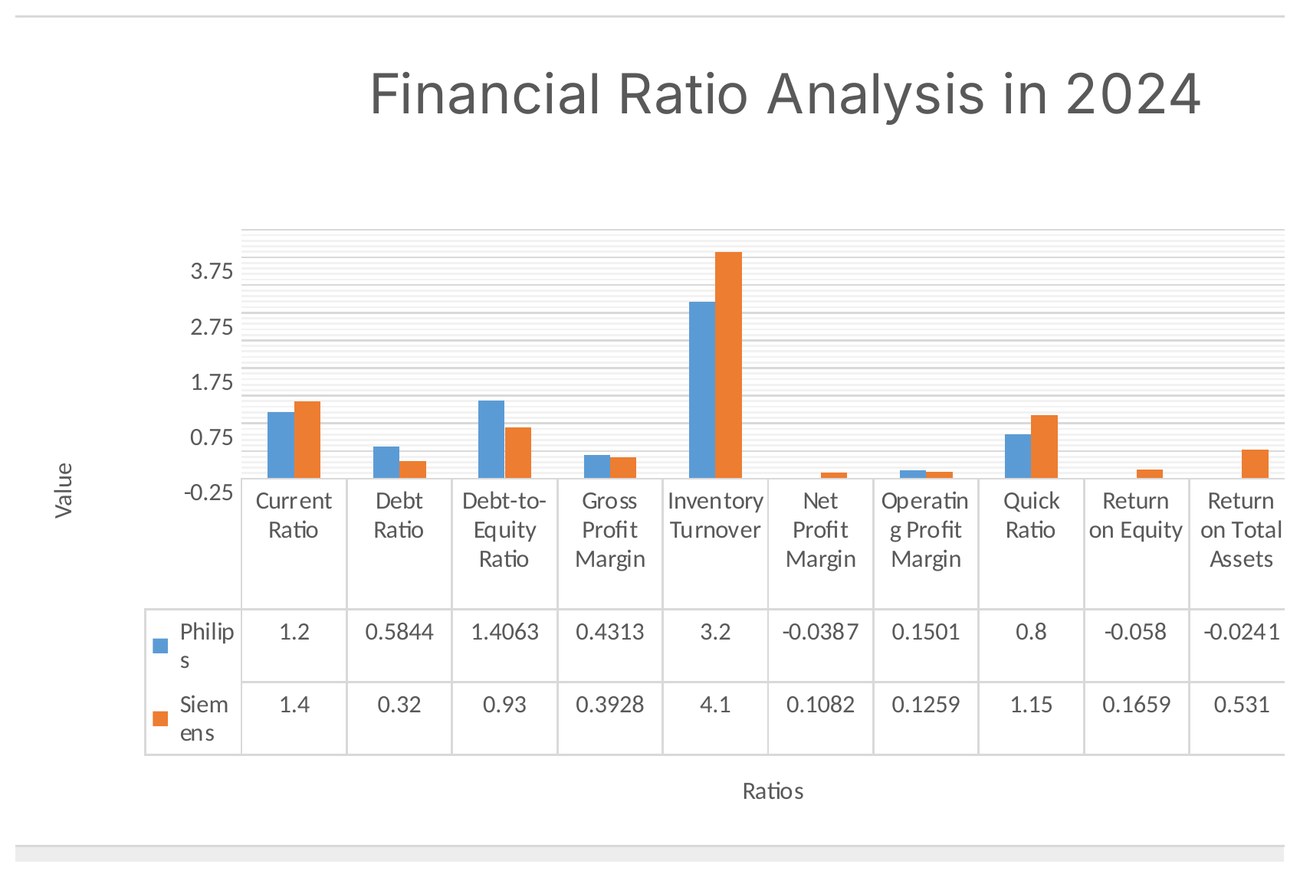 Financial Ratio Analysis in 2024
3.75
2.75
1.75
0.75
-0.25
Value
Current Ratio
Debt Ratio
Debt-to-Equity Ratio
Gross Profit Margin
Inventory Turnover
Net Profit Margin
Operating Profit Margin
Quick Ratio
Return on Equity
Return on Total Assets
Philips 1.2 0.5844 1.4063 0.4313 3.2 -0.0387 0.1501 0.8 -0.058 -0.0241
Siemens 1.4 0.32 0.93 0.3928 4.1 0.1082 0.1259 1.15 0.1659 0.531
Ratios